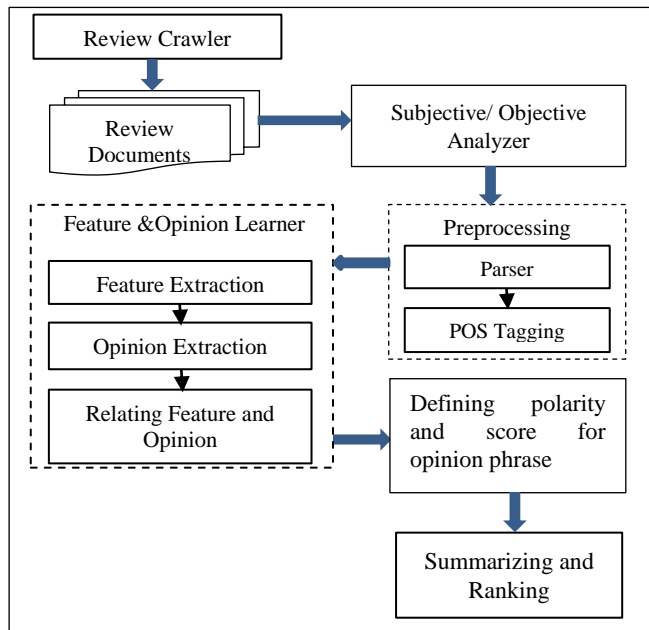 Review Crawler
Review
Documents
Subjective/ Objective
Analyzer
Preprocessing
Parser
POS Tagging
Feature &Opinion Learner
Feature Extraction
Opinion Extraction
Relating Feature and
Opinion
Defining polarity
and score for
opinion phrase
Summarizing and
Ranking